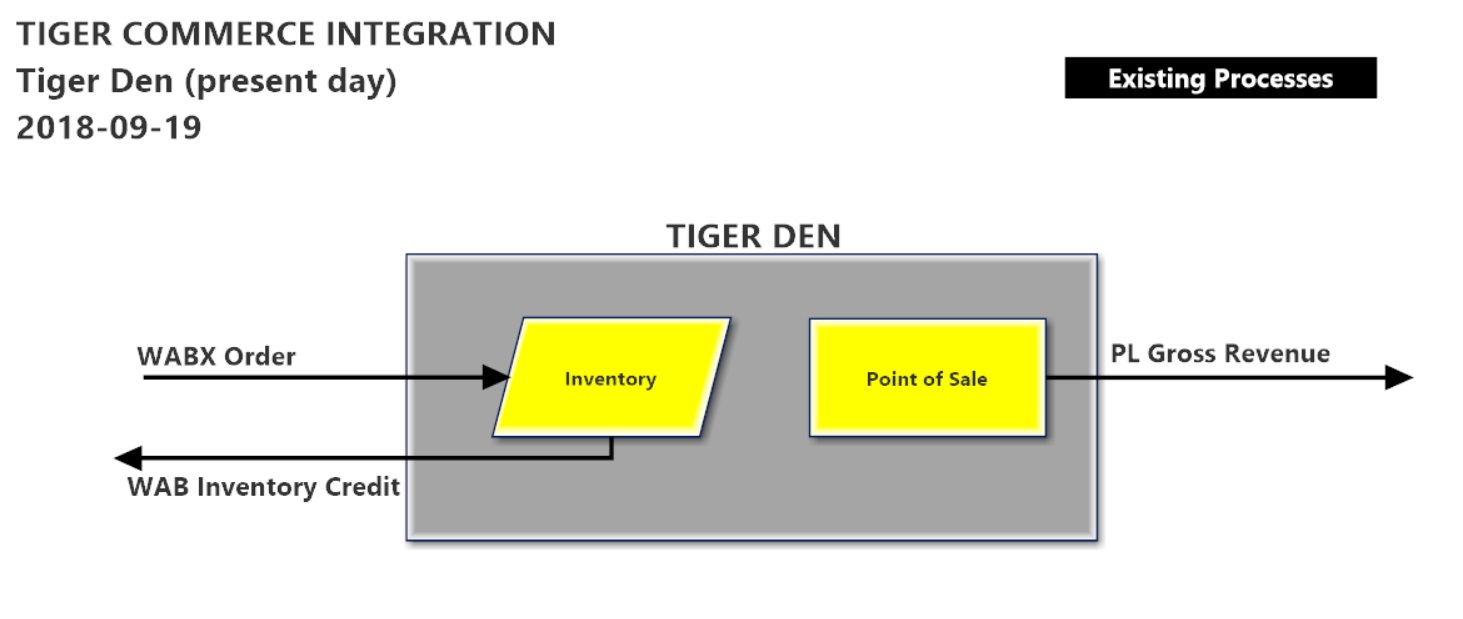 TIGER COMMERCE INTEGRATION
Tiger Den (present day)
2018-09-19
Existing Processes
TIGER DEN
WABX Order
Inventory
Point of Sale
PL Gross Revenue
WAB Inventory Credit